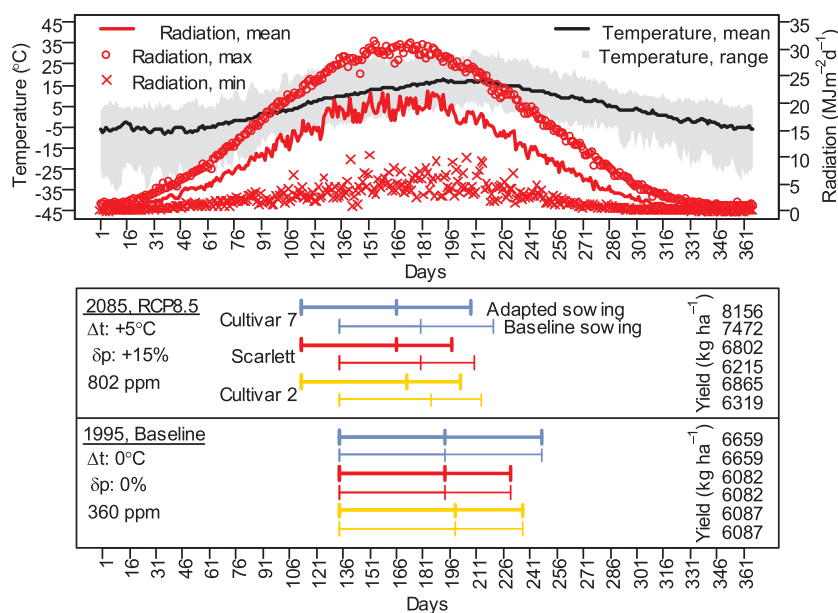 45
35
25
15
5
-5
-15
-25
-35
-45
Temperature (°C)
Radiation, mean
Radiation, max
Radiation, min
Temperature, mean
Temperature, range
35
30
25
20
15
10
5
0
Radiation (MJm⁻²d⁻¹)
1 16 31 46 61 76 91 106 121 136 151 166 181 196 211 226 241 256 271 286 301 316 331 346 361
Days
2085, RCP8.5
Δt: +5°C
δp: +15%
802 ppm
Cultivar 7
Scarlett
Cultivar 2
Adapted sowing
Baseline sowing
Yield (kg ha⁻¹)
8156
7472
6802
6215
6865
6319
1995, Baseline
Δt: 0°C
δp: 0%
360 ppm
Yield (kg ha⁻¹)
6659
6659
6082
6082
6087
6087
1 16 31 46 61 76 91 106 121 136 151 166 181 196 211 226 241 256 271 286 301 316 331 346 361
Days